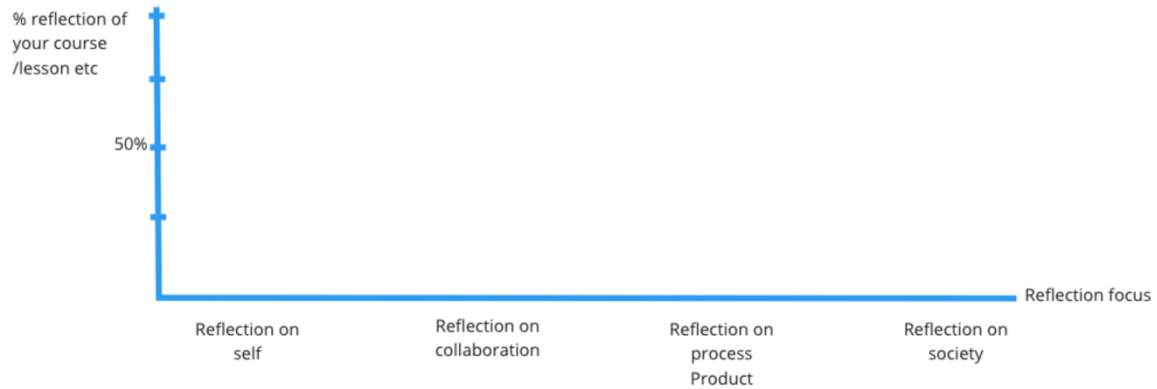 % reflection of
your course
/lesson etc
50%
Reflection focus
Reflection on
self
Reflection on
collaboration
Reflection on
process
Product
Reflection on
society